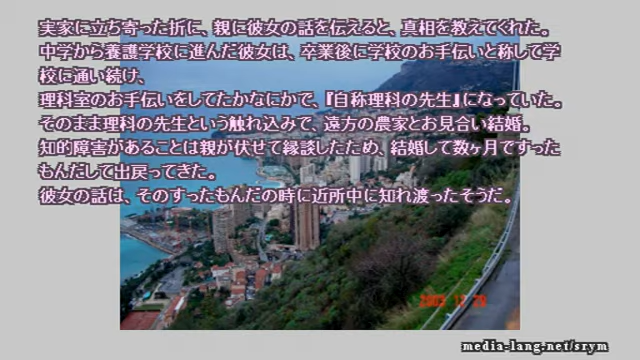 実家に立ち寄った折に、親に彼女の話を伝えると、真相を教えてくれた。
中学から養護学校に進んだ彼女は、卒業後に学校のお手伝いと称して学
校に通い続け、
理科室のお手伝いをしてたかなにかで、『自称理科の先生』になっていた。
そのまま理科の先生という触れ込みで、遠方の農家とお見合い結婚。
知的障害があることは親が伏せて縁談したため、結婚して数ヶ月ですった
もんだして出戻ってきた。
彼女の話は、そのすったもんだの時に近所中に知れ渡ったそうだ。
2003 12 29
media-lang-net/srym